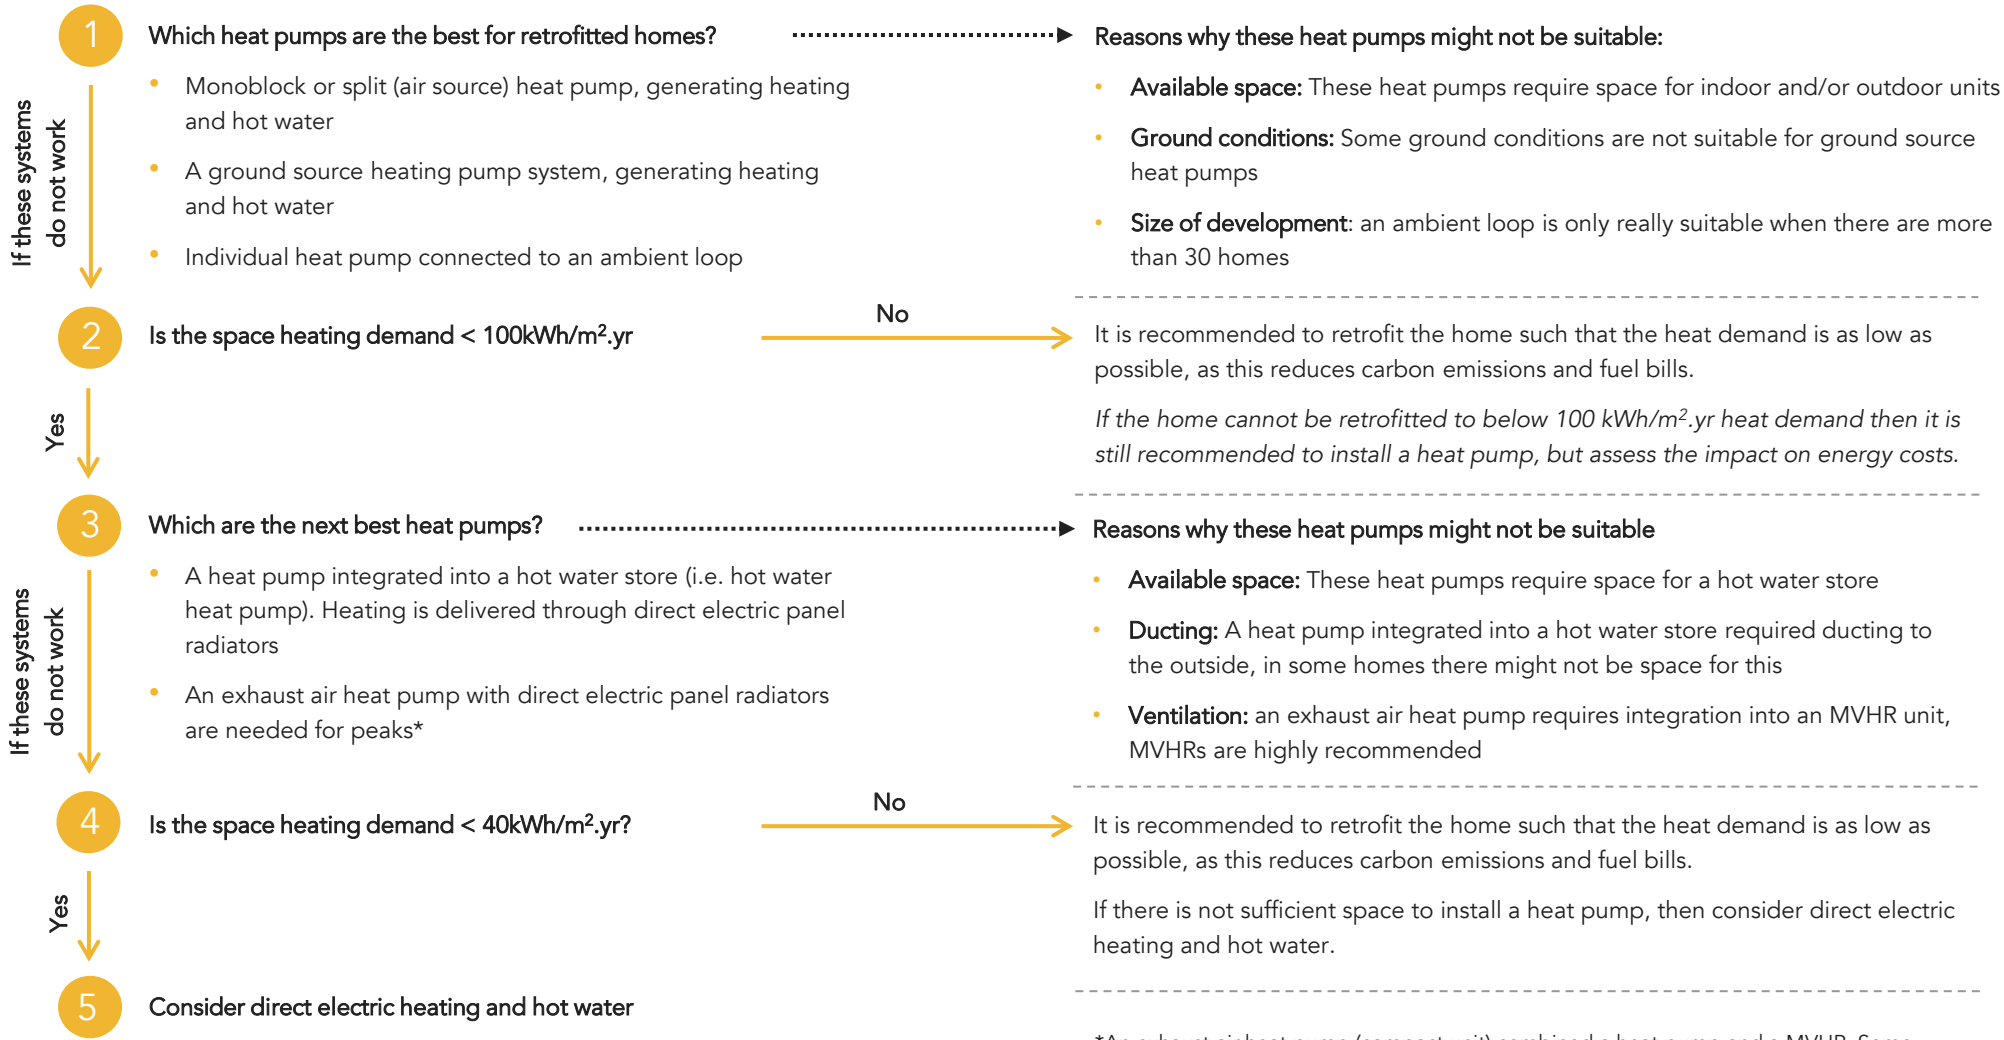 1
Which heat pumps are the best for retrofitted homes?
• Monoblock or split (air source) heat pump, generating heating
and hot water
• A ground source heating pump system, generating heating
and hot water
• Individual heat pump connected to an ambient loop
Reasons why these heat pumps might not be suitable:
• Available space: These heat pumps require space for indoor and/or outdoor units
• Ground conditions: Some ground conditions are not suitable for ground source
heat pumps
• Size of development: an ambient loop is only really suitable when there are more
than 30 homes
If these systems
do not work
2
Is the space heating demand < 100kWh/m².yr
No
It is recommended to retrofit the home such that the heat demand is as low as
possible, as this reduces carbon emissions and fuel bills.
If the home cannot be retrofitted to below 100 kWh/m².yr heat demand then it is
still recommended to install a heat pump, but assess the impact on energy costs.
Yes
3
Which are the next best heat pumps?
• A heat pump integrated into a hot water store (i.e. hot water
heat pump). Heating is delivered through direct electric panel
radiators
• An exhaust air heat pump with direct electric panel radiators
are needed for peaks*
Reasons why these heat pumps might not be suitable
• Available space: These heat pumps require space for a hot water store
• Ducting: A heat pump integrated into a hot water store required ducting to
the outside, in some homes there might not be space for this
• Ventilation: an exhaust air heat pump requires integration into an MVHR unit,
MVHRs are highly recommended
If these systems
do not work
4
Is the space heating demand < 40kWh/m².yr?
No
It is recommended to retrofit the home such that the heat demand is as low as
possible, as this reduces carbon emissions and fuel bills.
If there is not sufficient space to install a heat pump, then consider direct electric
heating and hot water.
Yes
5
Consider direct electric heating and hot water
*An exhaust air heat pump (compact unit) combined a heat pump and a MVHR. Some